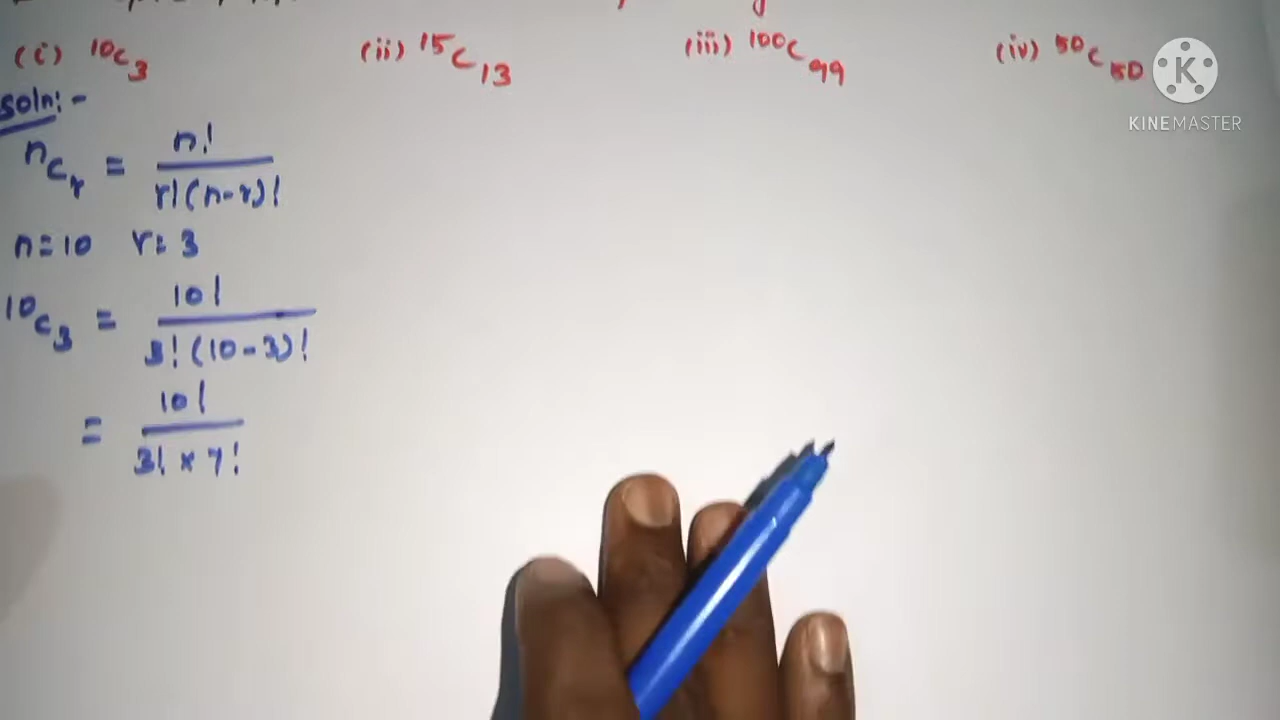 (i) ¹⁰C₃ (ii) ¹⁵C₁₃ (iii) ¹⁰⁰C₉₉ (iv) ⁵⁰C₅₀
K
KINEMASTER
Soln:-
ⁿCᵣ = n! / r!(n-r)!
n=10 r=3
¹⁰C₃ = 10! / 3!(10-3)!
= 10! / 3! × 7!